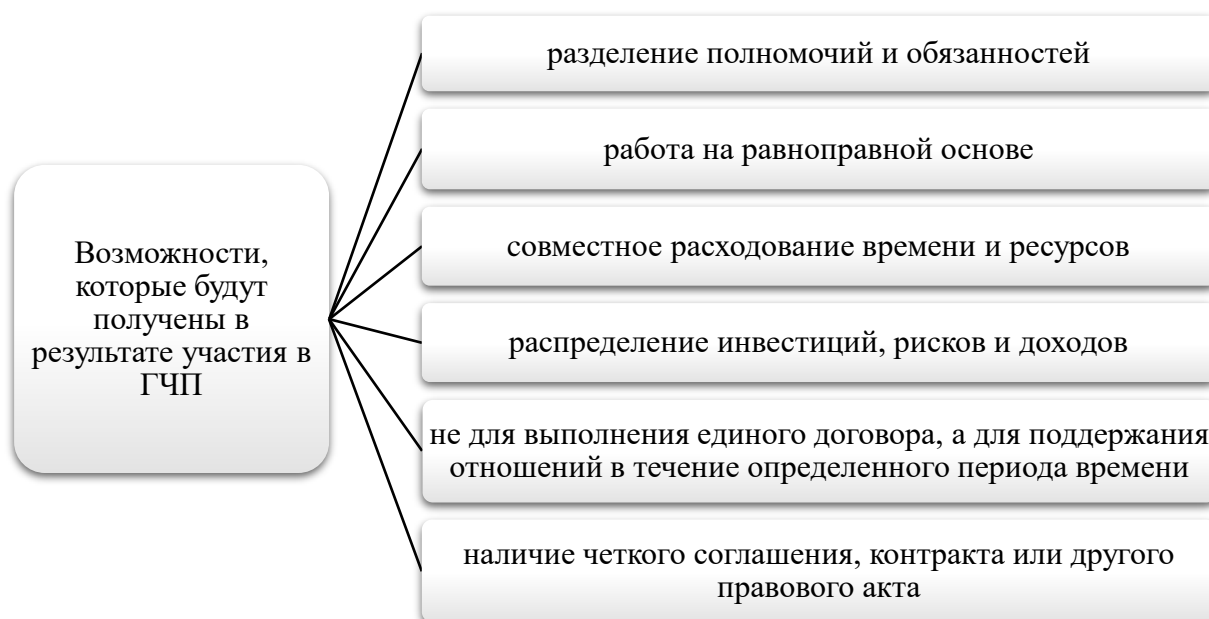 Возможности,
которые будут
получены в
результате участия в
ГЧП
разделение полномочий и обязанностей
работа на равноправной основе
совместное расходование времени и ресурсов
распределение инвестиций, рисков и доходов
не для выполнения единого договора, а для поддержания
отношений в течение определенного периода времени
наличие четкого соглашения, контракта или другого
правового акта